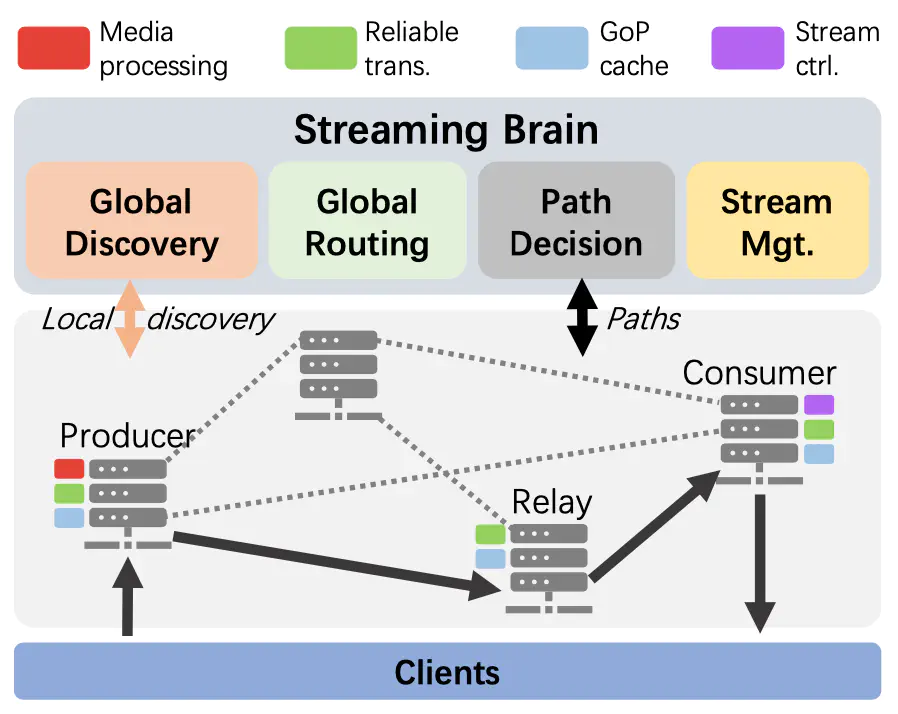 Media
processing
Reliable
trans.
GoP
cache
Stream
ctrl.
Streaming Brain
Global
Discovery
Global
Routing
Path
Decision
Stream
Mgt.
Local discovery
Paths
Consumer
Producer
Relay
Clients